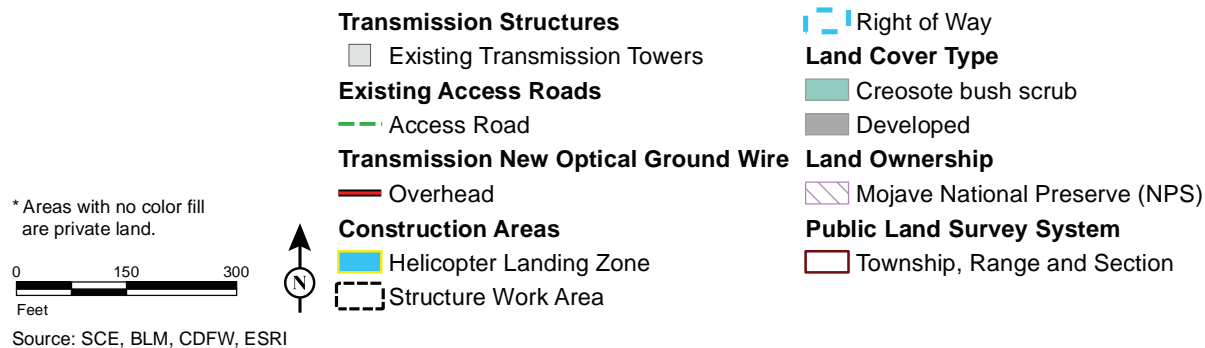 Transmission Structures
Existing Transmission Towers
Existing Access Roads
Access Road
Transmission New Optical Ground Wire
Overhead
Construction Areas
Helicopter Landing Zone
Structure Work Area
Right of Way
Land Cover Type
Creosote bush scrub
Developed
Land Ownership
Mojave National Preserve (NPS)
Public Land Survey System
Township, Range and Section
* Areas with no color fill
are private land.
0 150 300
Feet
N
Source: SCE, BLM, CDFW, ESRI